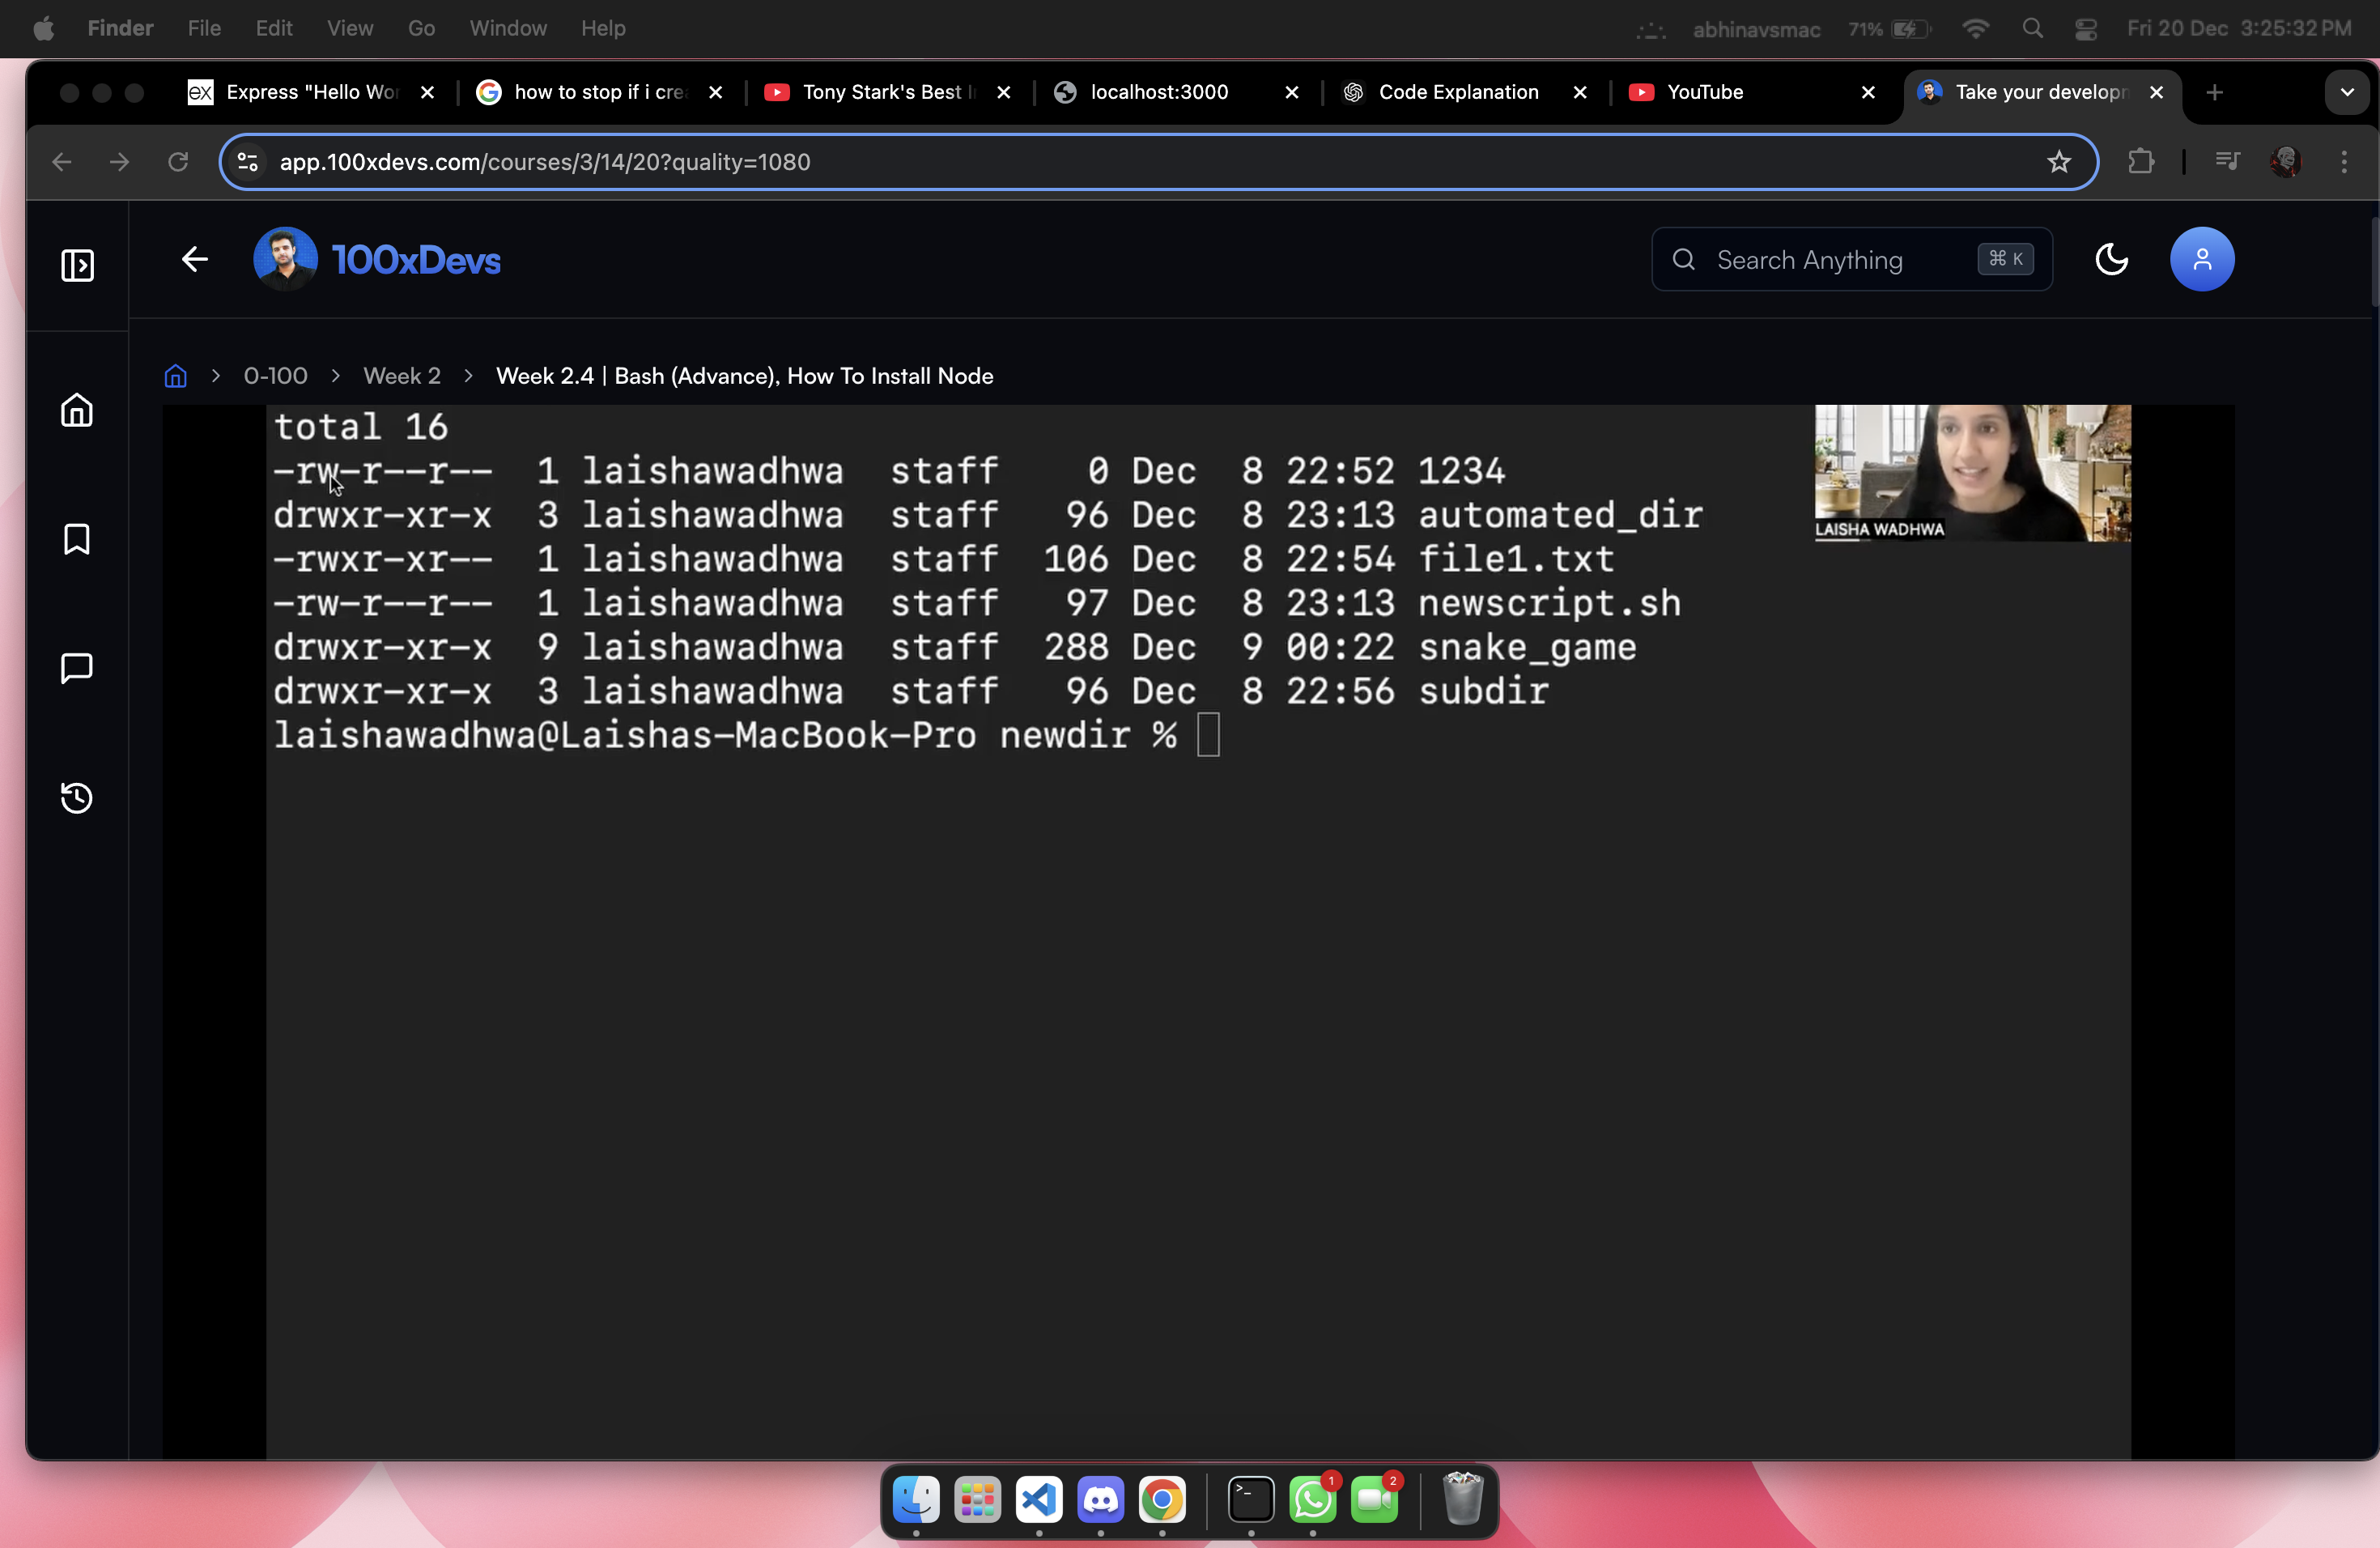 Finder File Edit View Go Window Help abhinavsmac 71% Fri 20 Dec 3:25:32 PM
ex Express "Hello Wor how to stop if i crea Tony Stark's Best I localhost:3000 Code Explanation YouTube Take your developm
app.100xdevs.com/courses/3/14/20?quality=1080
100xDevs Search Anything ⌘ K
0-100 > Week 2 > Week 2.4 | Bash (Advance), How To Install Node
total 16
-rw-r--r-- 1 laishawadhwa staff 0 Dec 8 22:52 1234
drwxr-xr-x 3 laishawadhwa staff 96 Dec 8 23:13 automated_dir
-rwxr-xr-- 1 laishawadhwa staff 106 Dec 8 22:54 file1.txt
-rw-r--r-- 1 laishawadhwa staff 97 Dec 8 23:13 newscript.sh
drwxr-xr-x 9 laishawadhwa staff 288 Dec 9 00:22 snake_game
drwxr-xr-x 3 laishawadhwa staff 96 Dec 8 22:56 subdir
laishawadhwa@Laishas-MacBook-Pro newdir %
LAISHA WADHWA
>_ 1 2